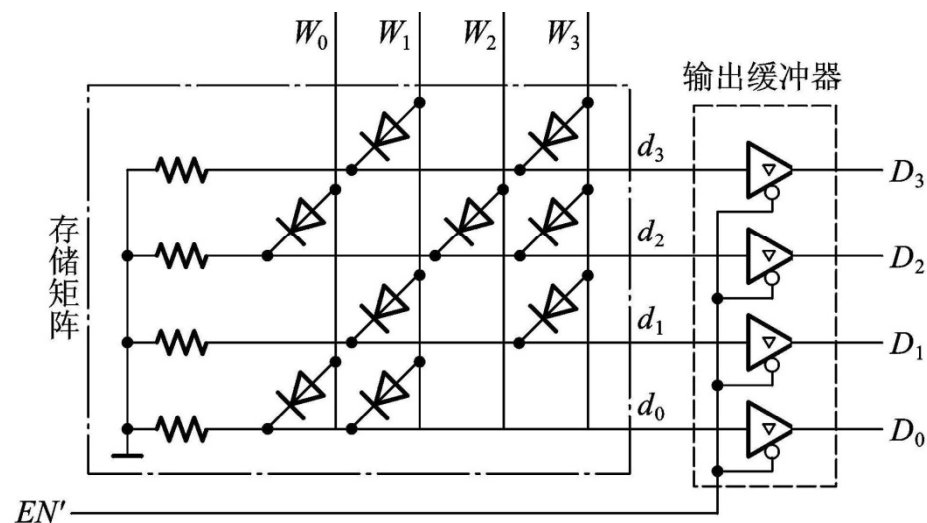 W₀ W₁ W₂ W₃
输出缓冲器
存储矩阵
d₃ D₃
d₂ D₂
d₁ D₁
d₀ D₀
EN′